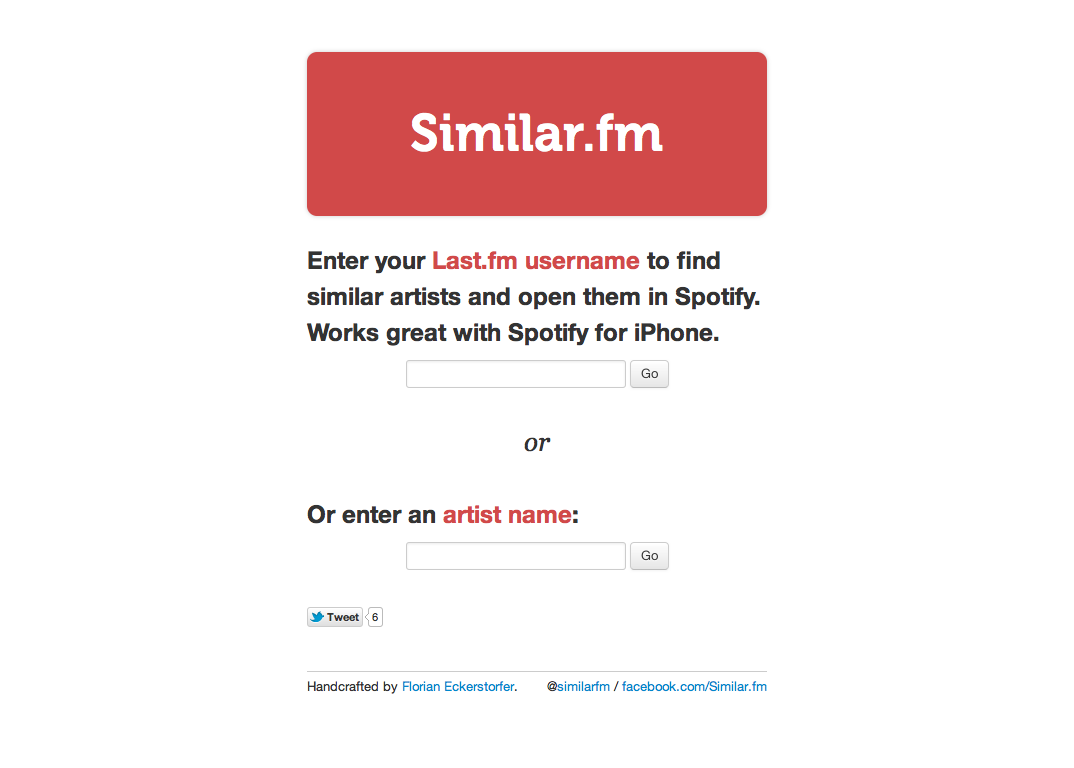 Similar.fm
Enter your Last.fm username to find
similar artists and open them in Spotify.
Works great with Spotify for iPhone.
Go
or
Or enter an artist name:
Go
Tweet 6
Handcrafted by Florian Eckerstorfer. @similarfm / facebook.com/Similar.fm